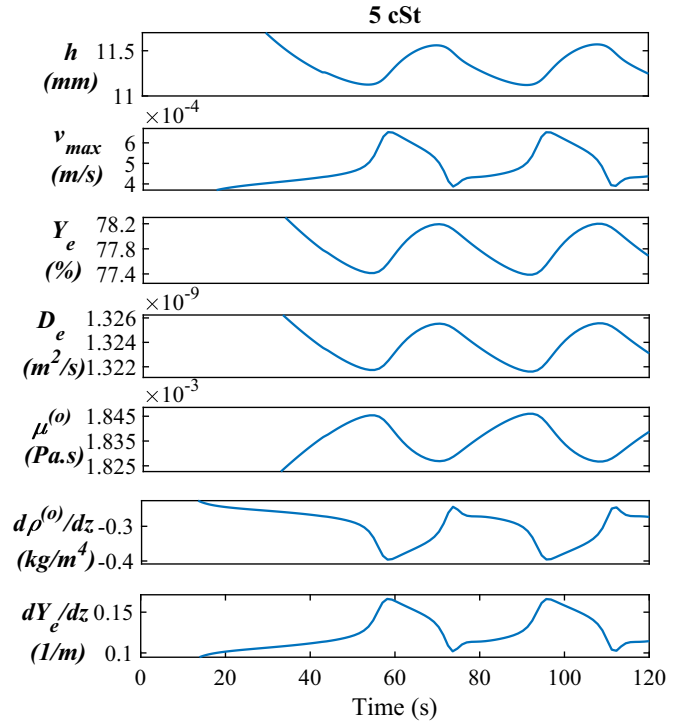 5 cSt
h
(mm)
11.5
11
×10⁻⁴
v_max
(m/s)
6
5
4
Y_e
(%)
78.2
77.8
77.4
×10⁻⁹
D_e
(m²/s)
1.326
1.324
1.322
×10⁻³
μ⁽ᵒ⁾
(Pa.s)
1.845
1.835
1.825
dρ⁽ᵒ⁾/dz
(kg/m⁴)
-0.3
-0.4
dY_e/dz
(1/m)
0.15
0.1
0 20 40 60 80 100 120
Time (s)